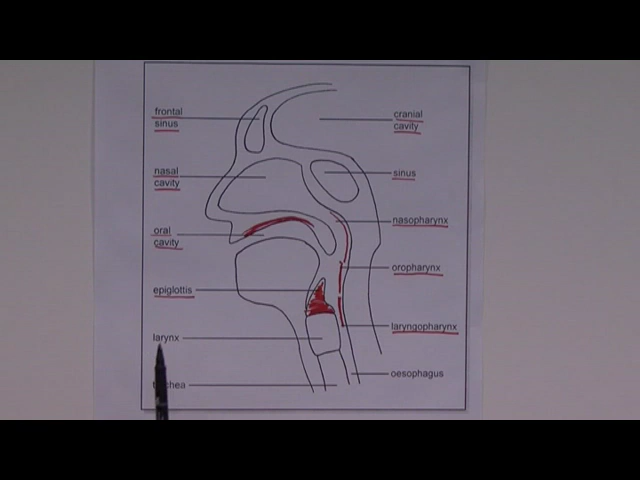 frontal
sinus
nasal
cavity
oral
cavity
epiglottis
larynx
cranial
cavity
sinus
nasopharynx
oropharynx
laryngopharynx
oesophagus